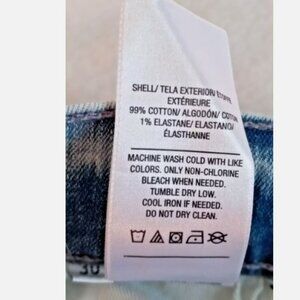 SHELL/ TELA EXTERIOR/ ÉTOFFE
EXTÉRIEURE
99% COTTON/ ALGODÓN/ COTON
1% ELASTANE/ ELASTANO/
ÉLASTHANNE
MACHINE WASH COLD WITH LIKE
COLORS. ONLY NON-CHLORINE
BLEACH WHEN NEEDED.
TUMBLE DRY LOW.
COOL IRON IF NEEDED.
DO NOT DRY CLEAN.
30